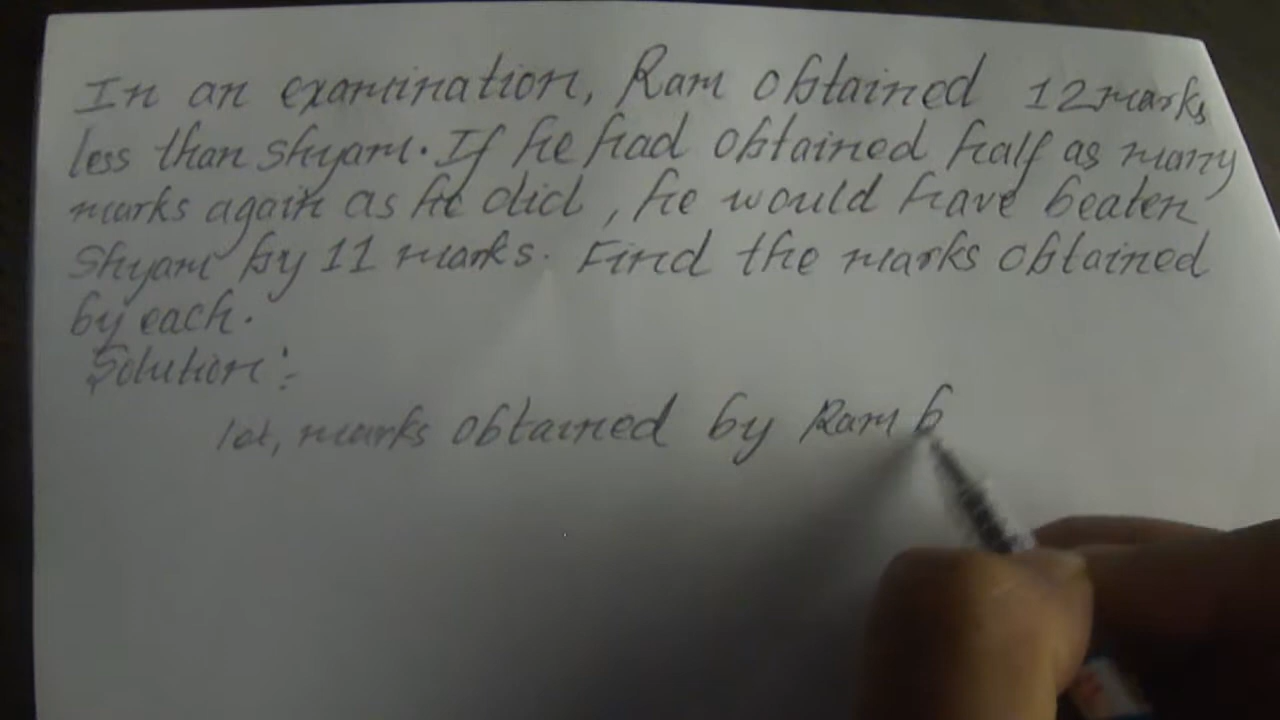 In an examination, Ram obtained 12 marks
less than Shyam. If he had obtained half as many
marks again as he did, he would have beaten
Shyam by 11 marks. Find the marks obtained
by each.
Solution:-
let, marks obtained by Ram b